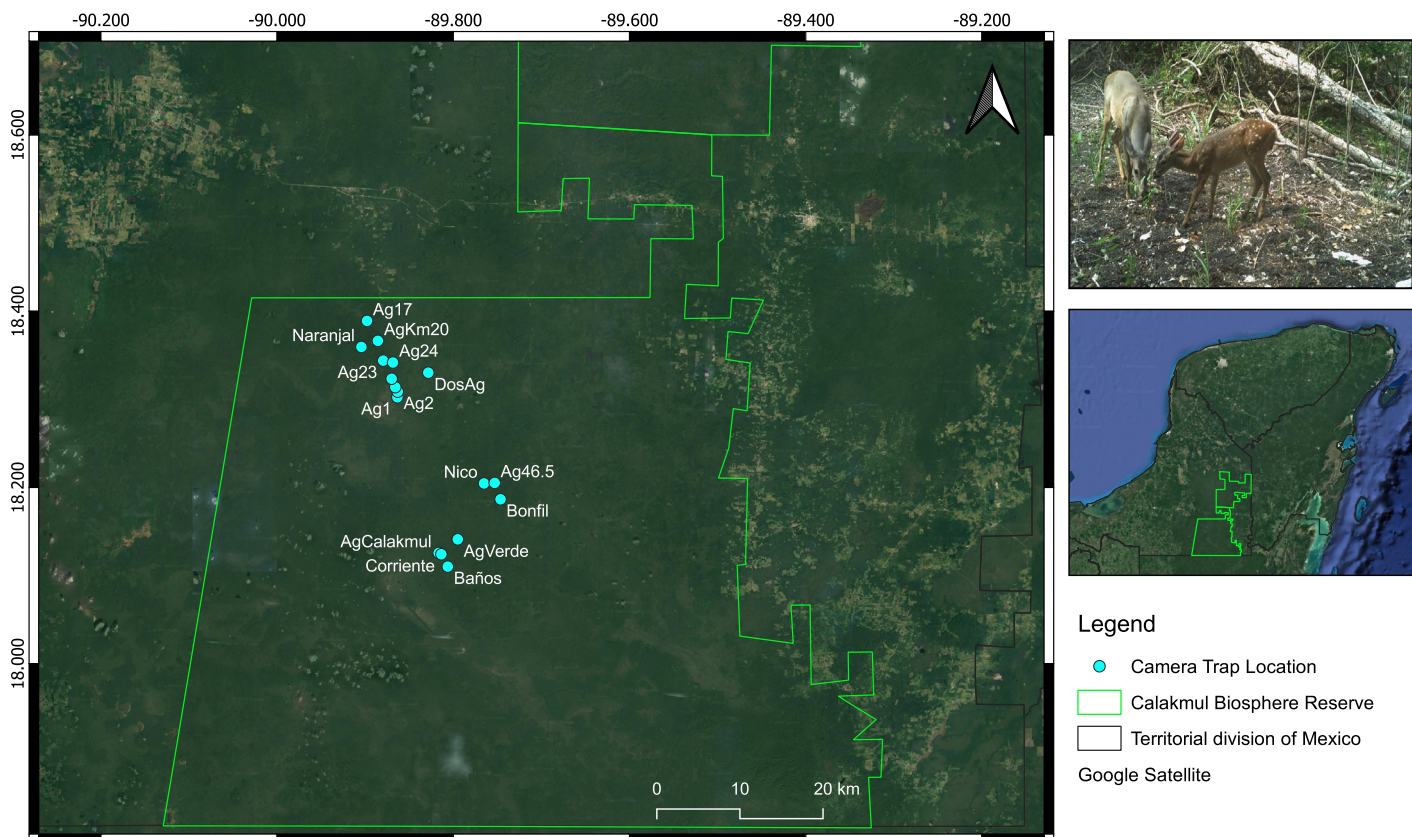 -90.200 -90.000 -89.800 -89.600 -89.400 -89.200
18.600
18.400
18.200
18.000
Ag17
AgKm20
Naranjal
Ag24
Ag23
DosAg
Ag2
Ag1
Nico
Ag46.5
Bonfil
AgCalakmul
AgVerde
Corriente
Baños
0 10 20 km
Legend
Camera Trap Location
Calakmul Biosphere Reserve
Territorial division of Mexico
Google Satellite